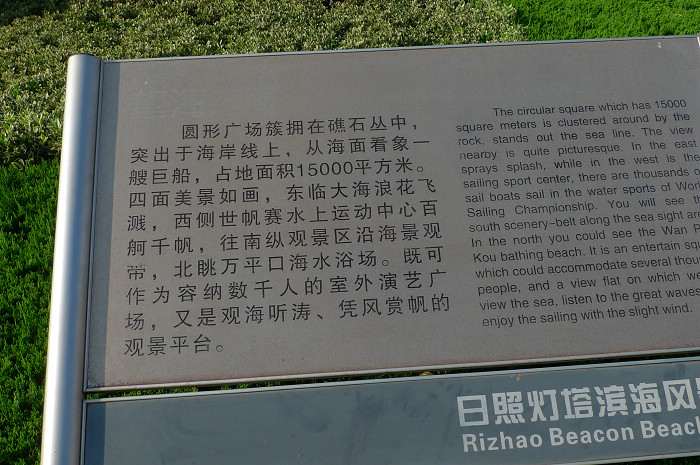 圆形广场簇拥在礁石丛中，
突出于海岸线上，从海面看象一
艘巨船，占地面积15000平方米。
四面美景如画，东临大海浪花飞
溅，西侧世帆赛水上运动中心百
舸千帆，往南纵观景区沿海景观
带，北眺万平口海水浴场。既可
作为容纳数千人的室外演艺广
场，又是观海听涛、凭风赏帆的
观景平台。
The circular square which has 15000
square meters is clustered around by the
rock, stands out the sea line. The view
nearby is quite picturesque. In the east
sprays splash, while in the west is the
sailing sport center, there are thousands o
sail boats sail in the water sports of Wor
Sailing Championship. You will see th
south scenery-belt along the sea sight are
In the north you could see the Wan P
Kou bathing beach. It is an entertain squ
which could accommodate several thou
people, and a view flat on which we
view the sea, listen to the great waves
enjoy the sailing with the slight wind.
日照灯塔滨海风
Rizhao Beacon Beach